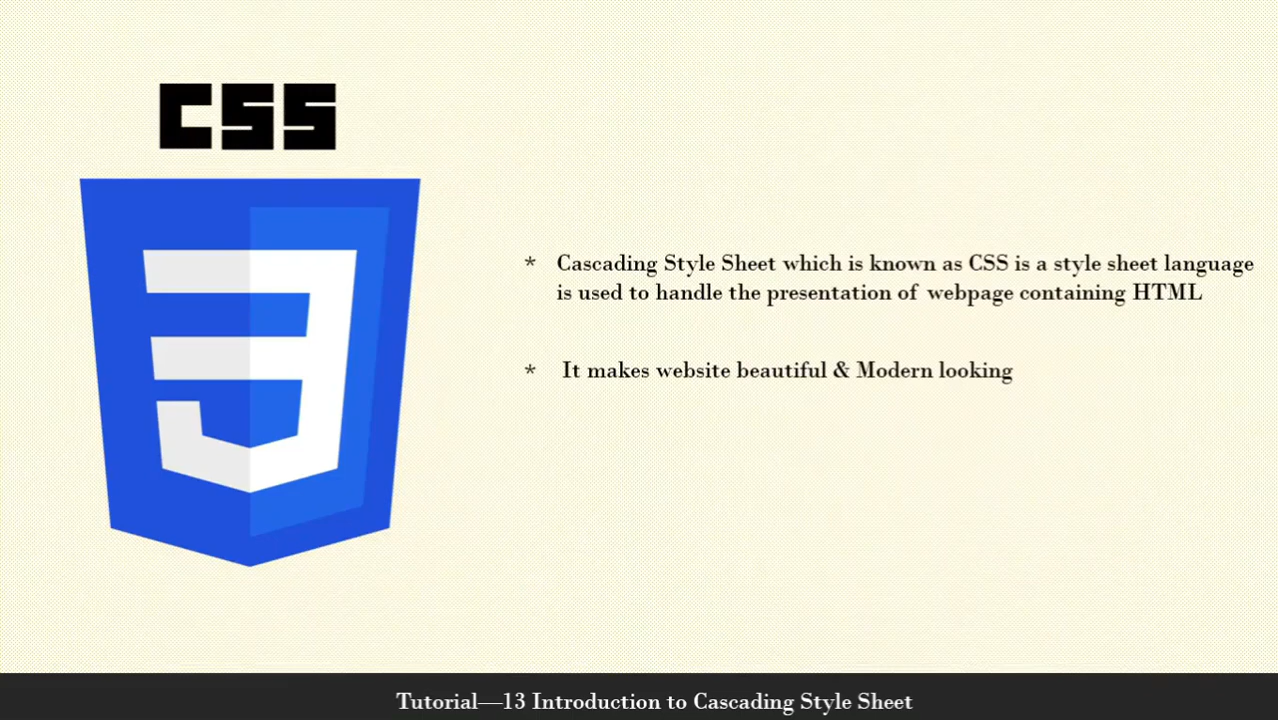 CSS
3
* Cascading Style Sheet which is known as CSS is a style sheet language
is used to handle the presentation of webpage containing HTML
* It makes website beautiful & Modern looking
Tutorial—13 Introduction to Cascading Style Sheet